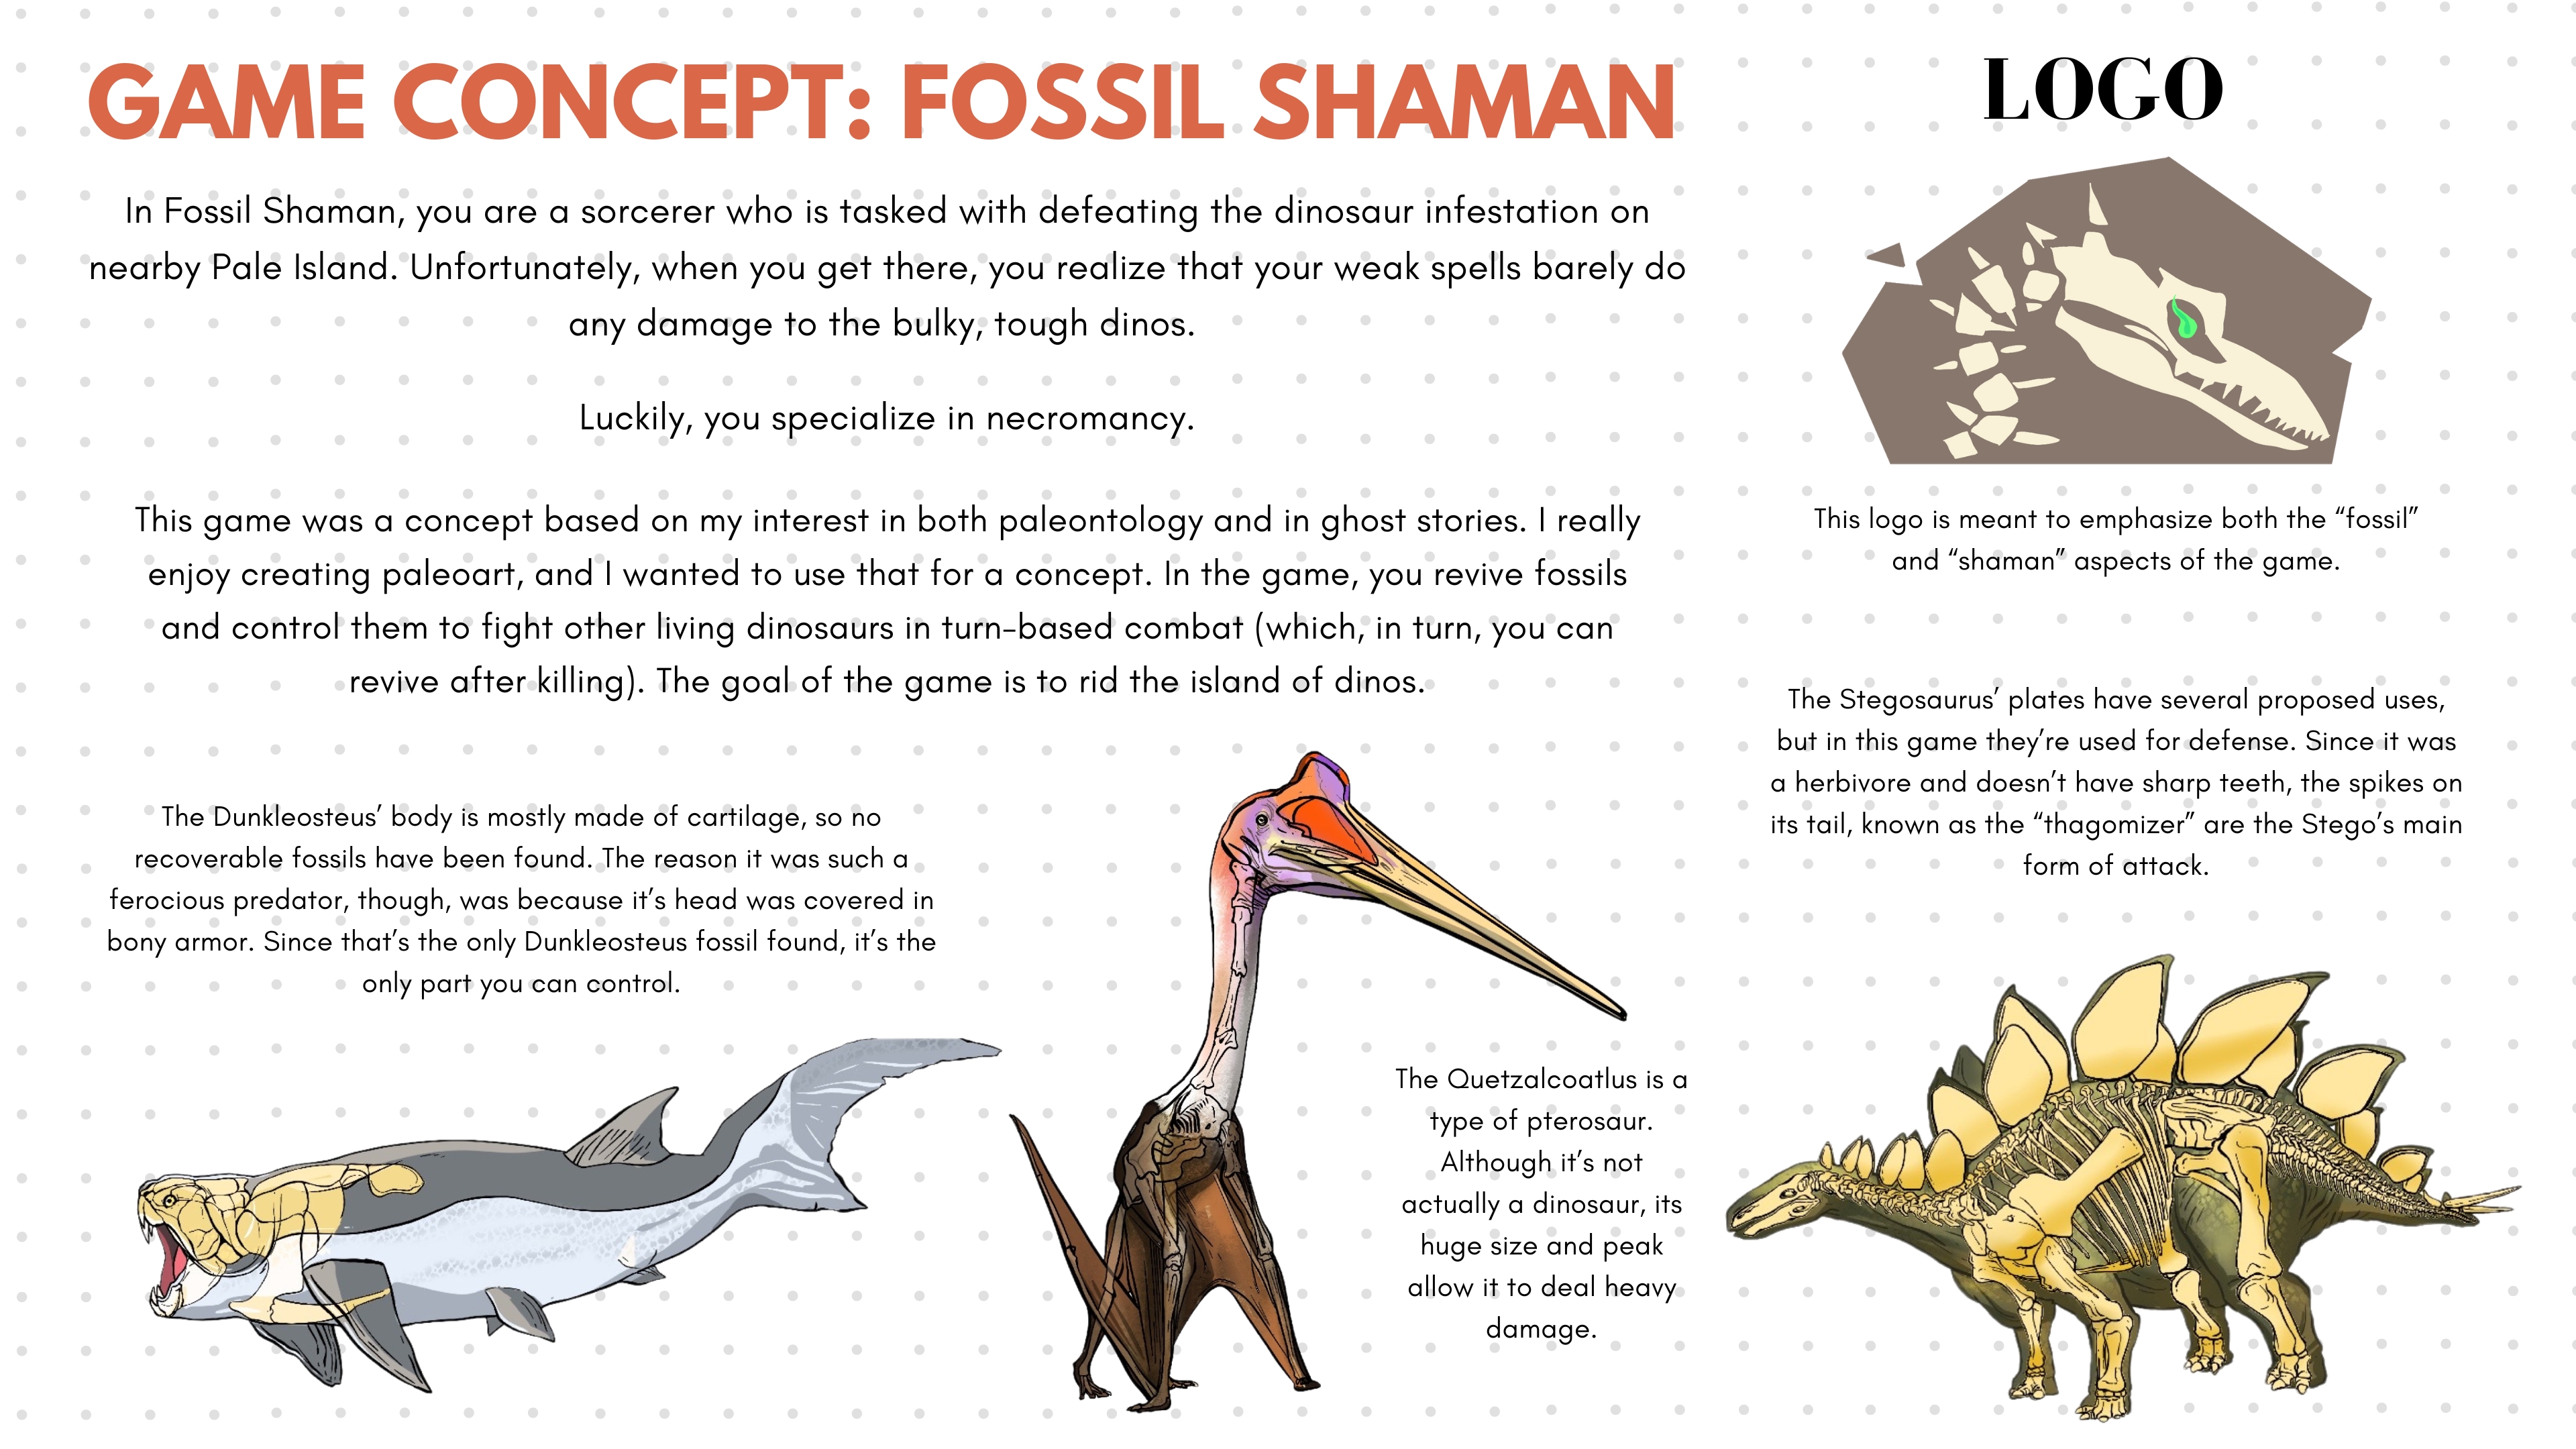 GAME CONCEPT: FOSSIL SHAMAN
In Fossil Shaman, you are a sorcerer who is tasked with defeating the dinosaur infestation on
nearby Pale Island. Unfortunately, when you get there, you realize that your weak spells barely do
any damage to the bulky, tough dinos.
Luckily, you specialize in necromancy.
This game was a concept based on my interest in both paleontology and in ghost stories. I really
enjoy creating paleoart, and I wanted to use that for a concept. In the game, you revive fossils
and control them to fight other living dinosaurs in turn-based combat (which, in turn, you can
revive after killing). The goal of the game is to rid the island of dinos.
LOGO
This logo is meant to emphasize both the “fossil”
and “shaman” aspects of the game.
The Dunkleosteus’ body is mostly made of cartilage, so no
recoverable fossils have been found. The reason it was such a
ferocious predator, though, was because it’s head was covered in
bony armor. Since that’s the only Dunkleosteus fossil found, it’s the
only part you can control.
The Quetzalcoatlus is a
type of pterosaur.
Although it’s not
actually a dinosaur, its
huge size and peak
allow it to deal heavy
damage.
The Stegosaurus’ plates have several proposed uses,
but in this game they’re used for defense. Since it was
a herbivore and doesn’t have sharp teeth, the spikes on
its tail, known as the “thagomizer” are the Stego’s main
form of attack.